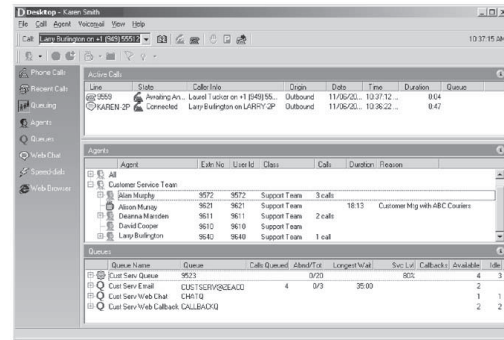 Desktop - Karen Smith
File Call Agent Voicemail View Help
Call: Larry Burlington on +1 (949) 55512
10:37:15 AM
Phone Calls
Recent Calls
Queuing
Agents
Queues
Web Chat
Speed-dials
Web Browser
Active Calls
Line State Caller Info Origin Date Time Duration Queue
9559 Awaiting An... Laurel Tucker on +1 (949) 55... Outbound 11/06/20... 10:37:12 ... 0:04
KAREN-2P Connected Larry Burlington on LARRY-2P Outbound 11/06/20... 10:36:22 ... 0:47
Agents
Agent Extn No User Id Class Calls Duration Reason
All
Customer Service Team
Alan Murphy 9572 9572 Support Team 3 calls
Alison Murray 9621 9621 Support Team 18:13 Customer Mtg with ABC Couriers
Deanna Marsden 9611 9611 Support Team 2 calls
David Cooper 9610 9610 Support Team
Larry Burlington 9640 9640 Support Team 1 call
Queues
Queue Name Queue Calls Queued Abnd/Tot Longest Wait Svc Lvl Callbacks Available Idle
Cust Serv Queue 9523 0/20 80% 4 3
Cust Serv Email CUSTSERV@ZEACO 4 0/3 35:00 2
Cust Serv Web Chat CHATQ 1 1
Cust Serv Web Callback CALLBACKQ 2 2